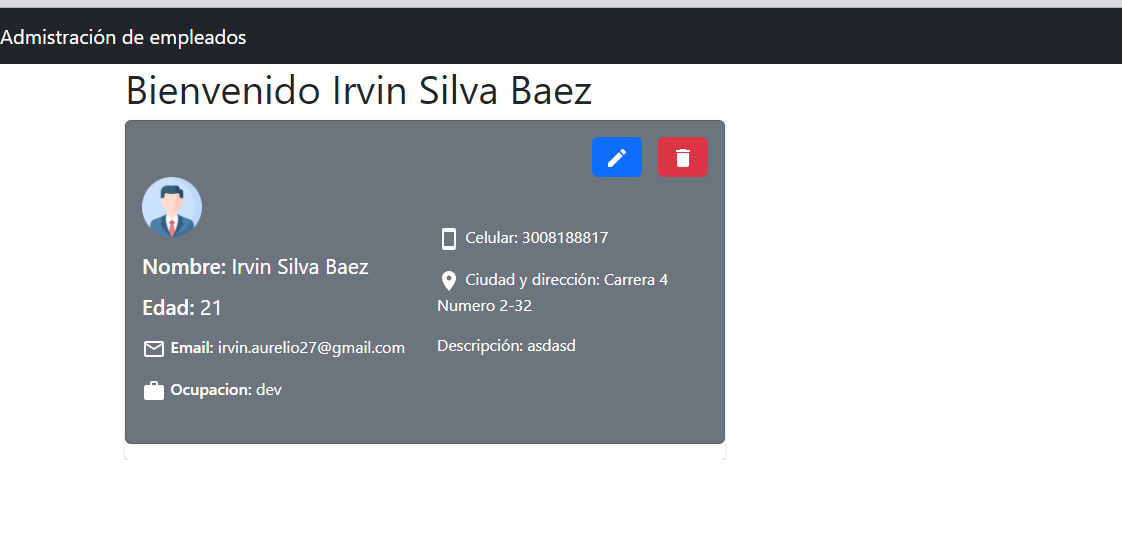 Admistración de empleados
Bienvenido Irvin Silva Baez
Nombre: Irvin Silva Baez
Edad: 21
Email: irvin.aurelio27@gmail.com
Ocupacion: dev
Celular: 3008188817
Ciudad y dirección: Carrera 4
Numero 2-32
Descripción: asdasd